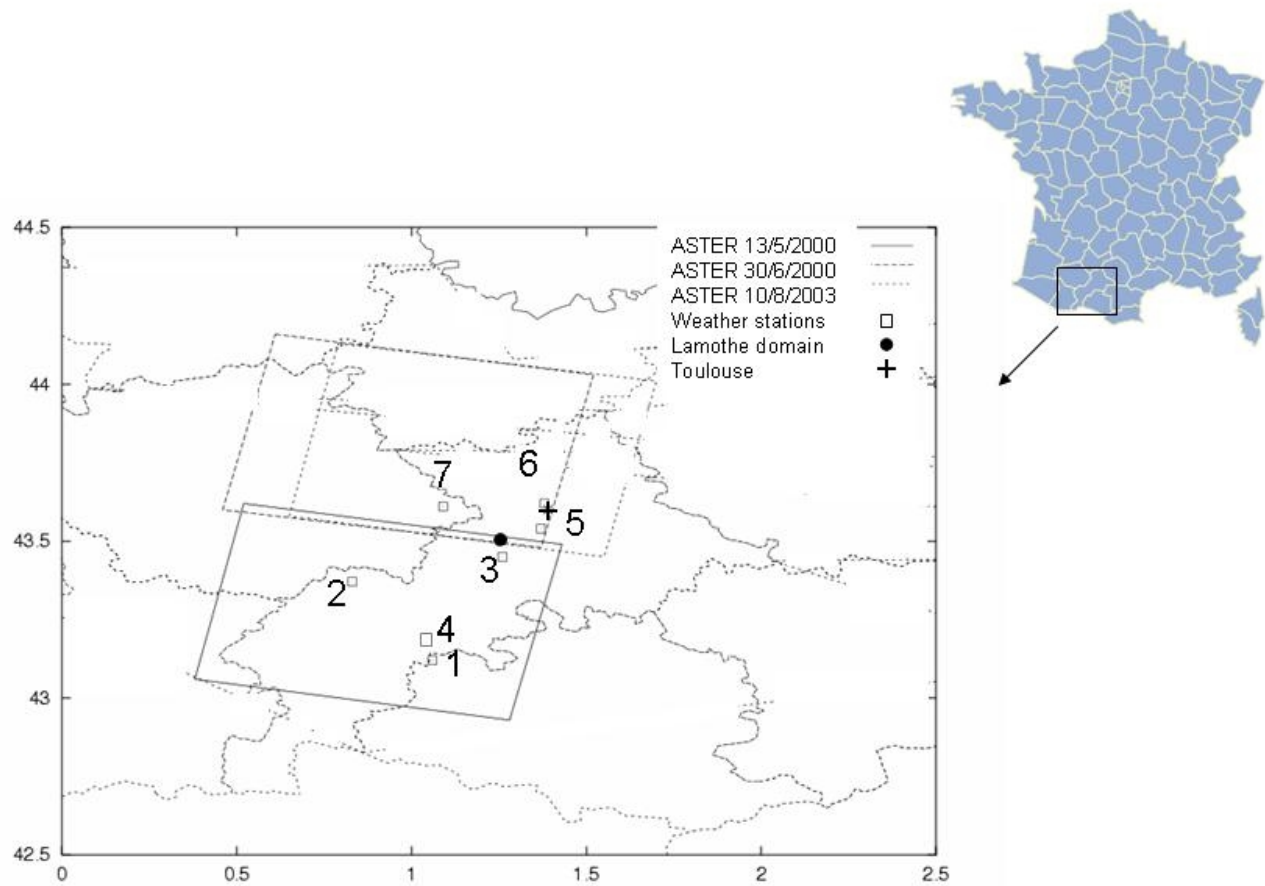 44.5
ASTER 13/5/2000
ASTER 30/6/2000
ASTER 10/8/2003
Weather stations
Lamothe domain
44
Toulouse
6
7
5
43.5
3
2
4
1
43
42.5
0 0.5 1 1.5 2 2.5